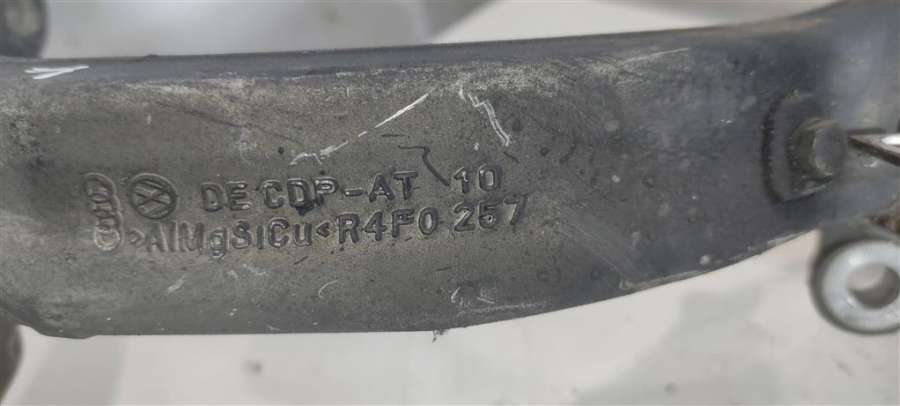 DE CDP-AT 10
>AlMgSiCu<R4F0 257